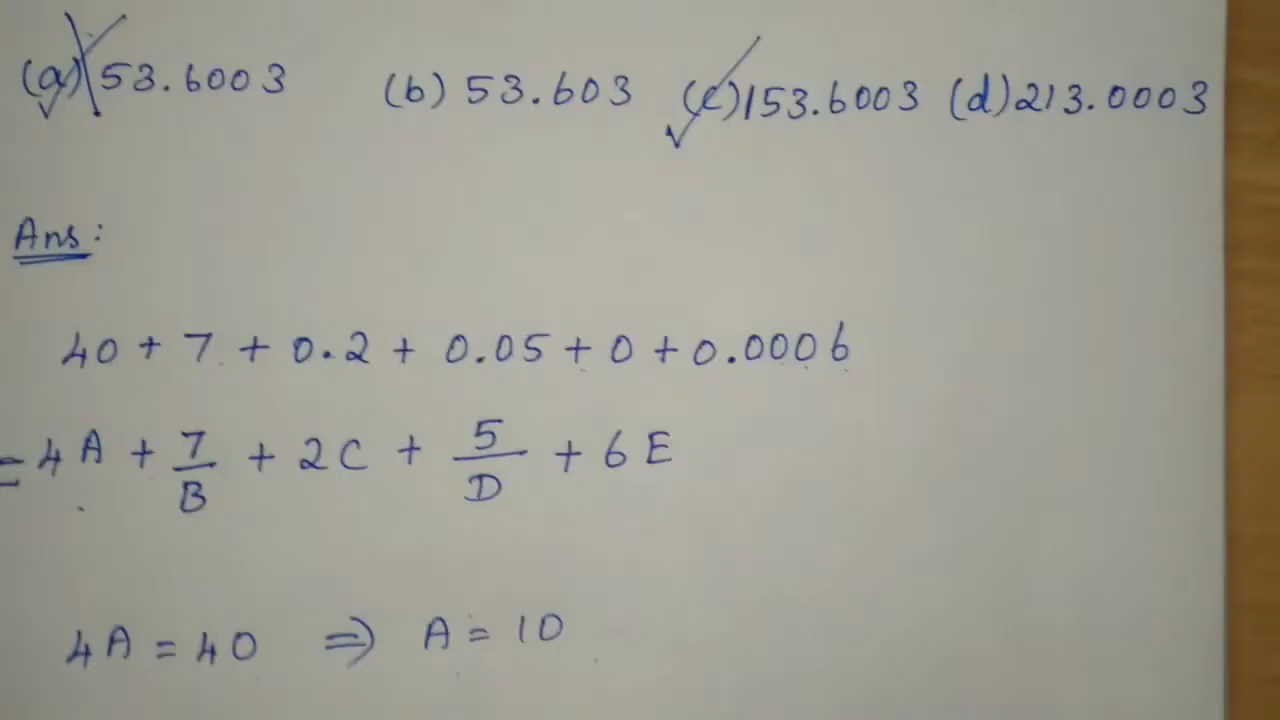 (a) 53.6003 (b) 53.603 (c) 153.6003 (d) 213.0003
Ans:
40 + 7 + 0.2 + 0.05 + 0 + 0.0006
= 4A + 7/B + 2C + 5/D + 6E
4A = 40 ⇒ A = 10